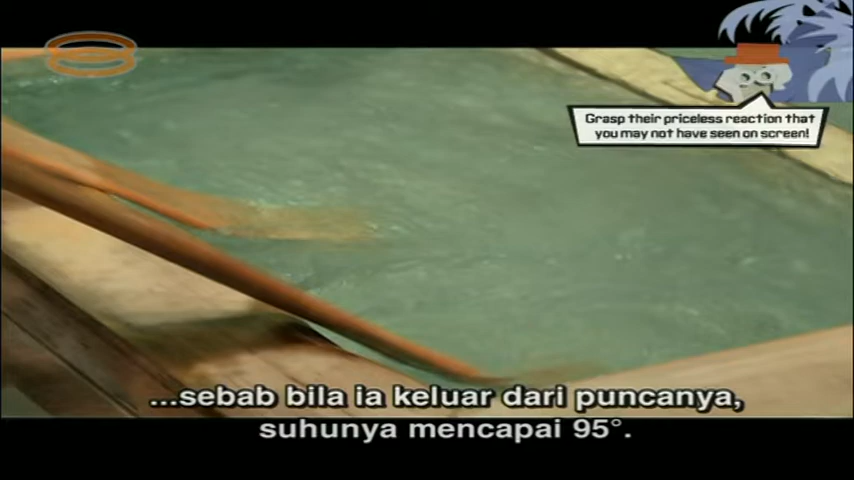 Grasp their priceless reaction that
you may not have seen on screen!
...sebab bila ia keluar dari puncanya,
suhunya mencapai 95°.